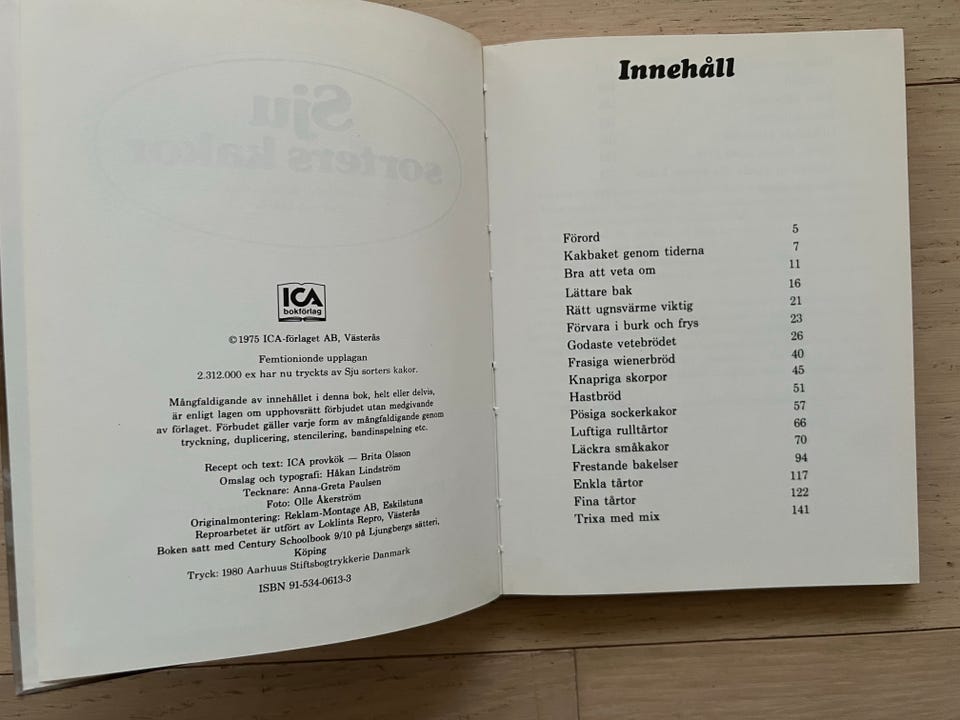 Sju
sorters kakor
ICA
bokförlag
© 1975 ICA-förlaget AB, Västerås
Femtionionde upplagan
2.312.000 ex har nu tryckts av Sju sorters kakor.
Mångfaldigande av innehållet i denna bok, helt eller delvis,
är enligt lagen om upphovsrätt förbjudet utan medgivande
av förlaget. Förbudet gäller varje form av mångfaldigande genom
tryckning, duplicering, stencilering, bandinspelning etc.
Recept och text: ICA provkök — Brita Olsson
Omslag och typografi: Håkan Lindström
Tecknare: Anna-Greta Paulsen
Foto: Olle Åkerström
Originalmontering: Reklam-Montage AB, Eskilstuna
Reproarbetet är utfört av Loklints Repro, Västerås
Boken satt med Century Schoolbook 9/10 på Ljungbergs sätteri,
Köping
Tryck: 1980 Aarhuus Stiftsbogtrykkerie Danmark
ISBN 91-534-0613-3
Innehåll
Förord 5
Kakbaket genom tiderna 7
Bra att veta om 11
Lättare bak 16
Rätt ugnsvärme viktig 21
Förvara i burk och frys 23
Godaste vetebrödet 26
Frasiga wienerbröd 40
Knapriga skorpor 45
Hastbröd 51
Pösiga sockerkakor 57
Luftiga rulltårtor 66
Läckra småkakor 70
Frestande bakelser 94
Enkla tårtor 117
Fina tårtor 122
Trixa med mix 141